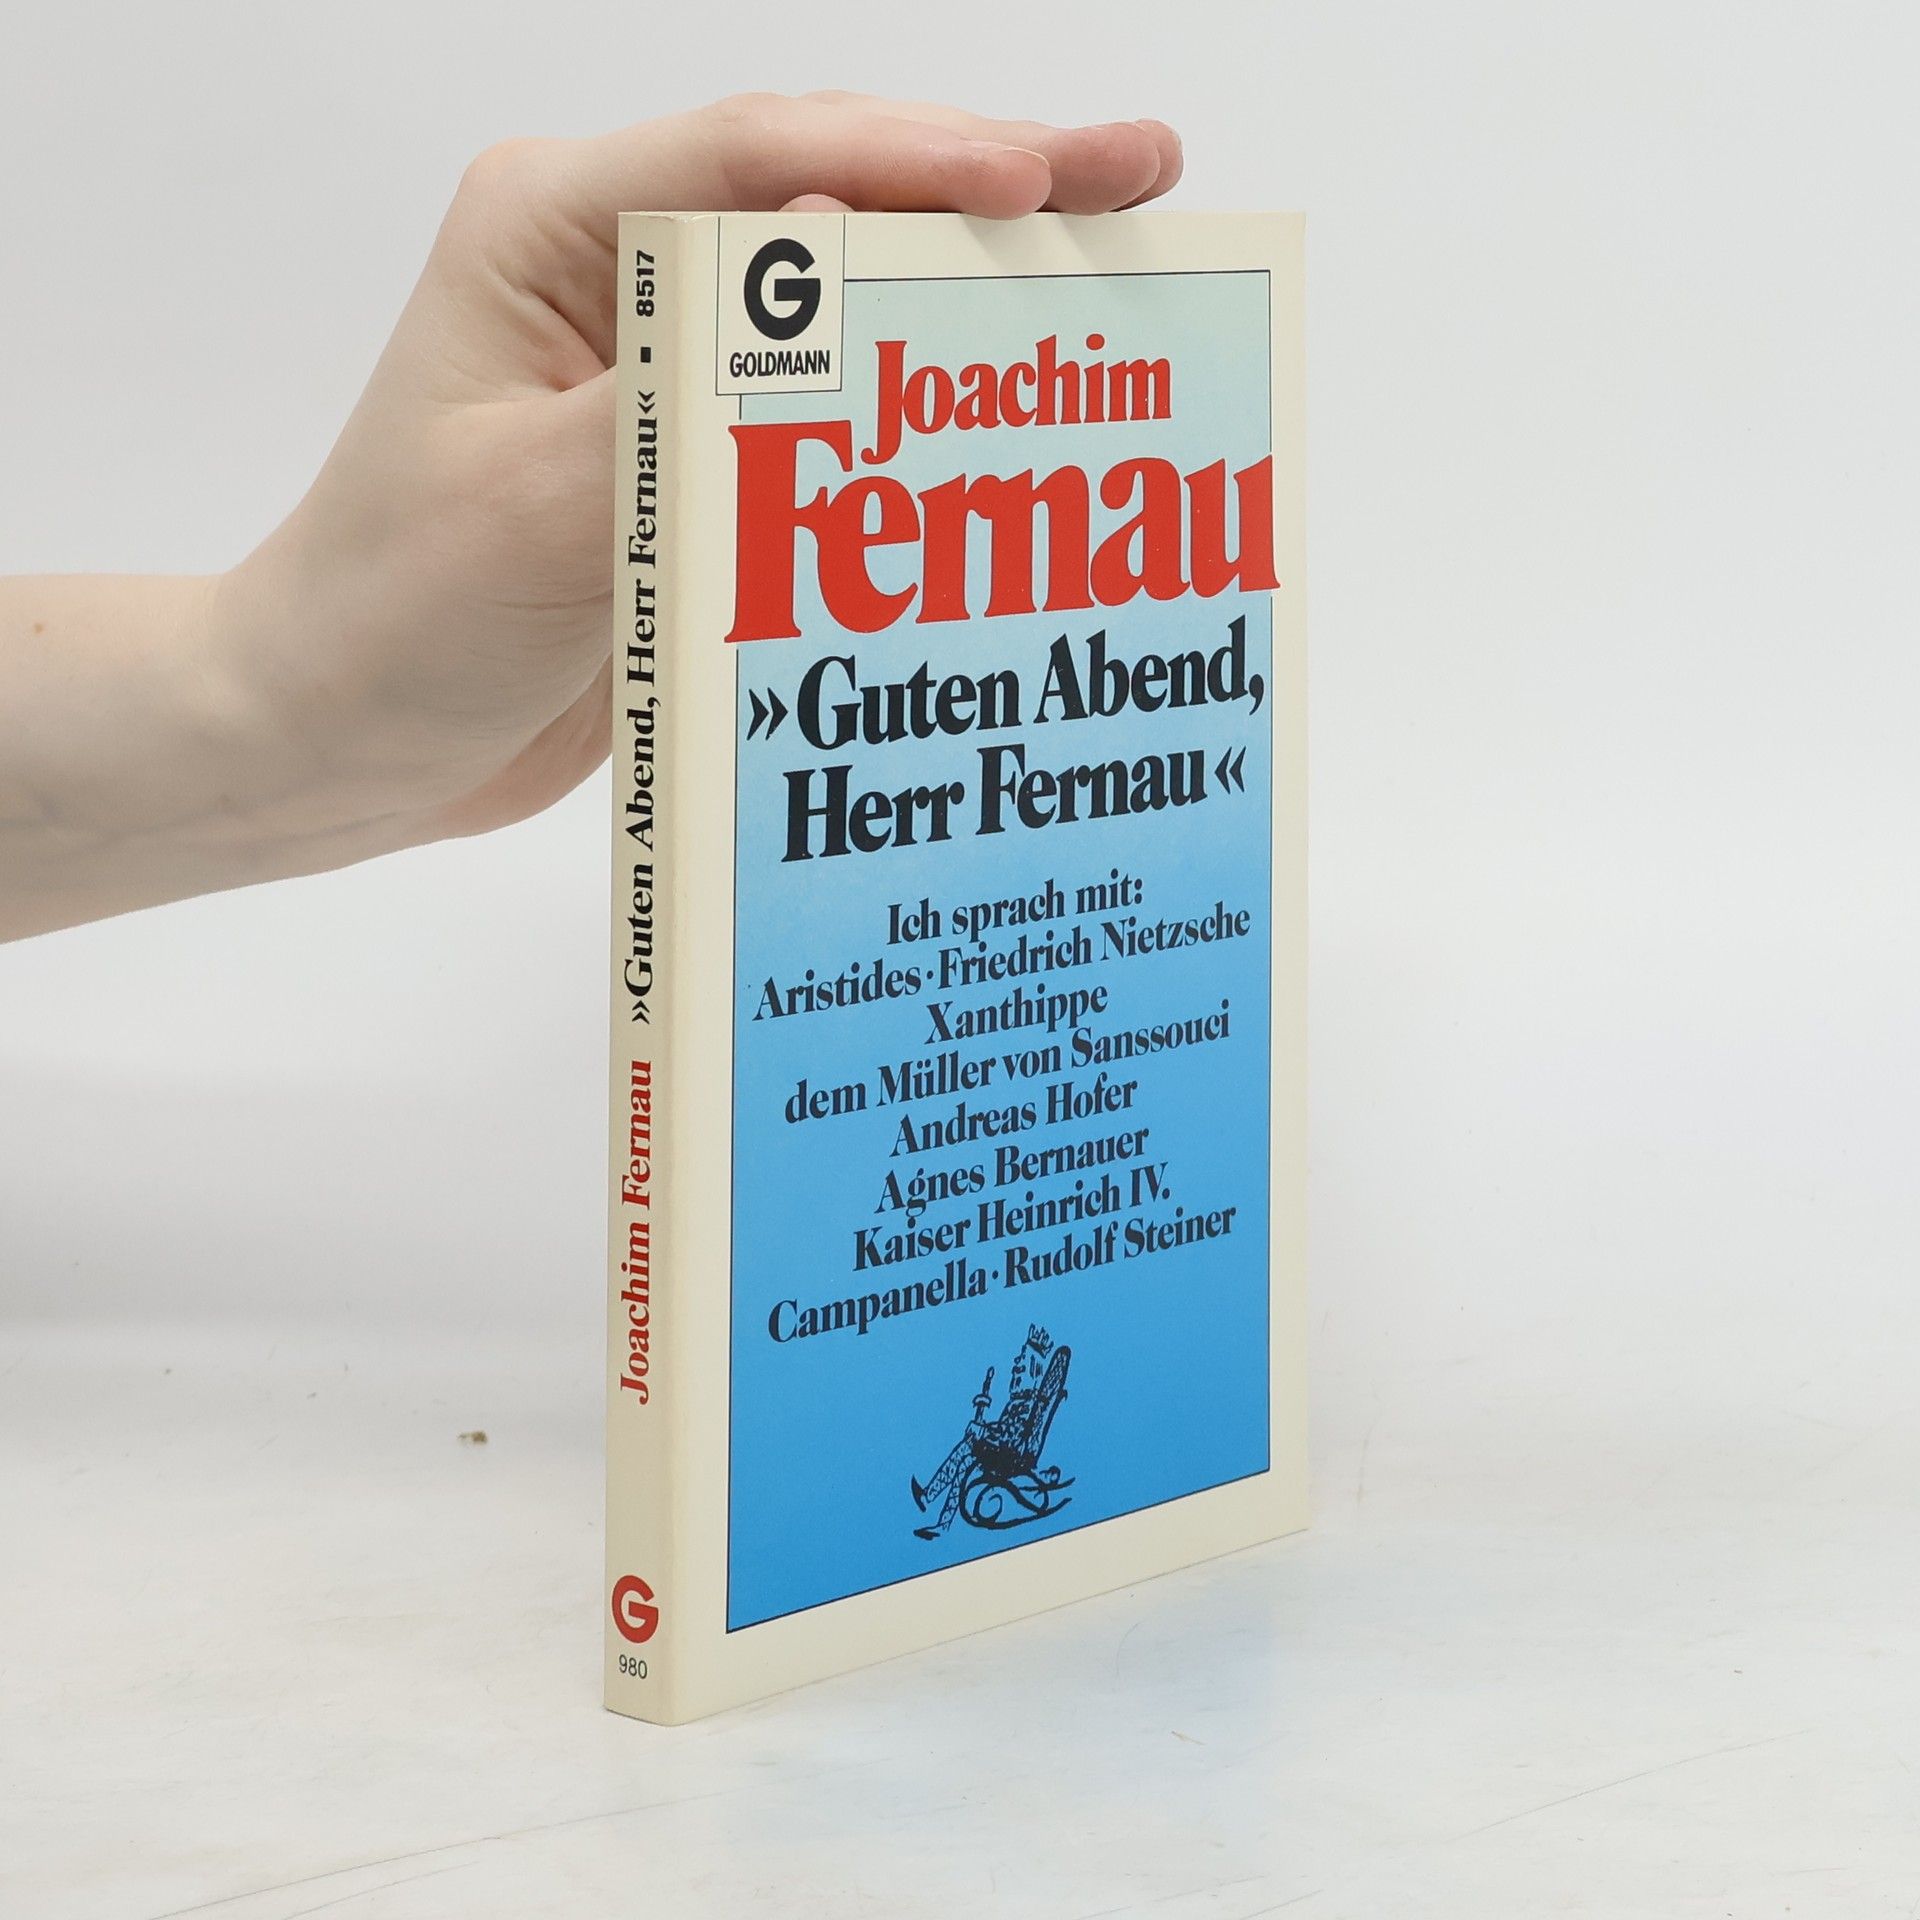 G
GOLDMANN
Joachim
Fernau
»Guten Abend,
Herr Fernau«
Ich sprach mit:
Aristides · Friedrich Nietzsche
Xanthippe
dem Müller von Sanssouci
Andreas Hofer
Agnes Bernauer
Kaiser Heinrich IV.
Campanella · Rudolf Steiner
Joachim Fernau »Guten Abend, Herr Fernau« ▪ 8517
G
980